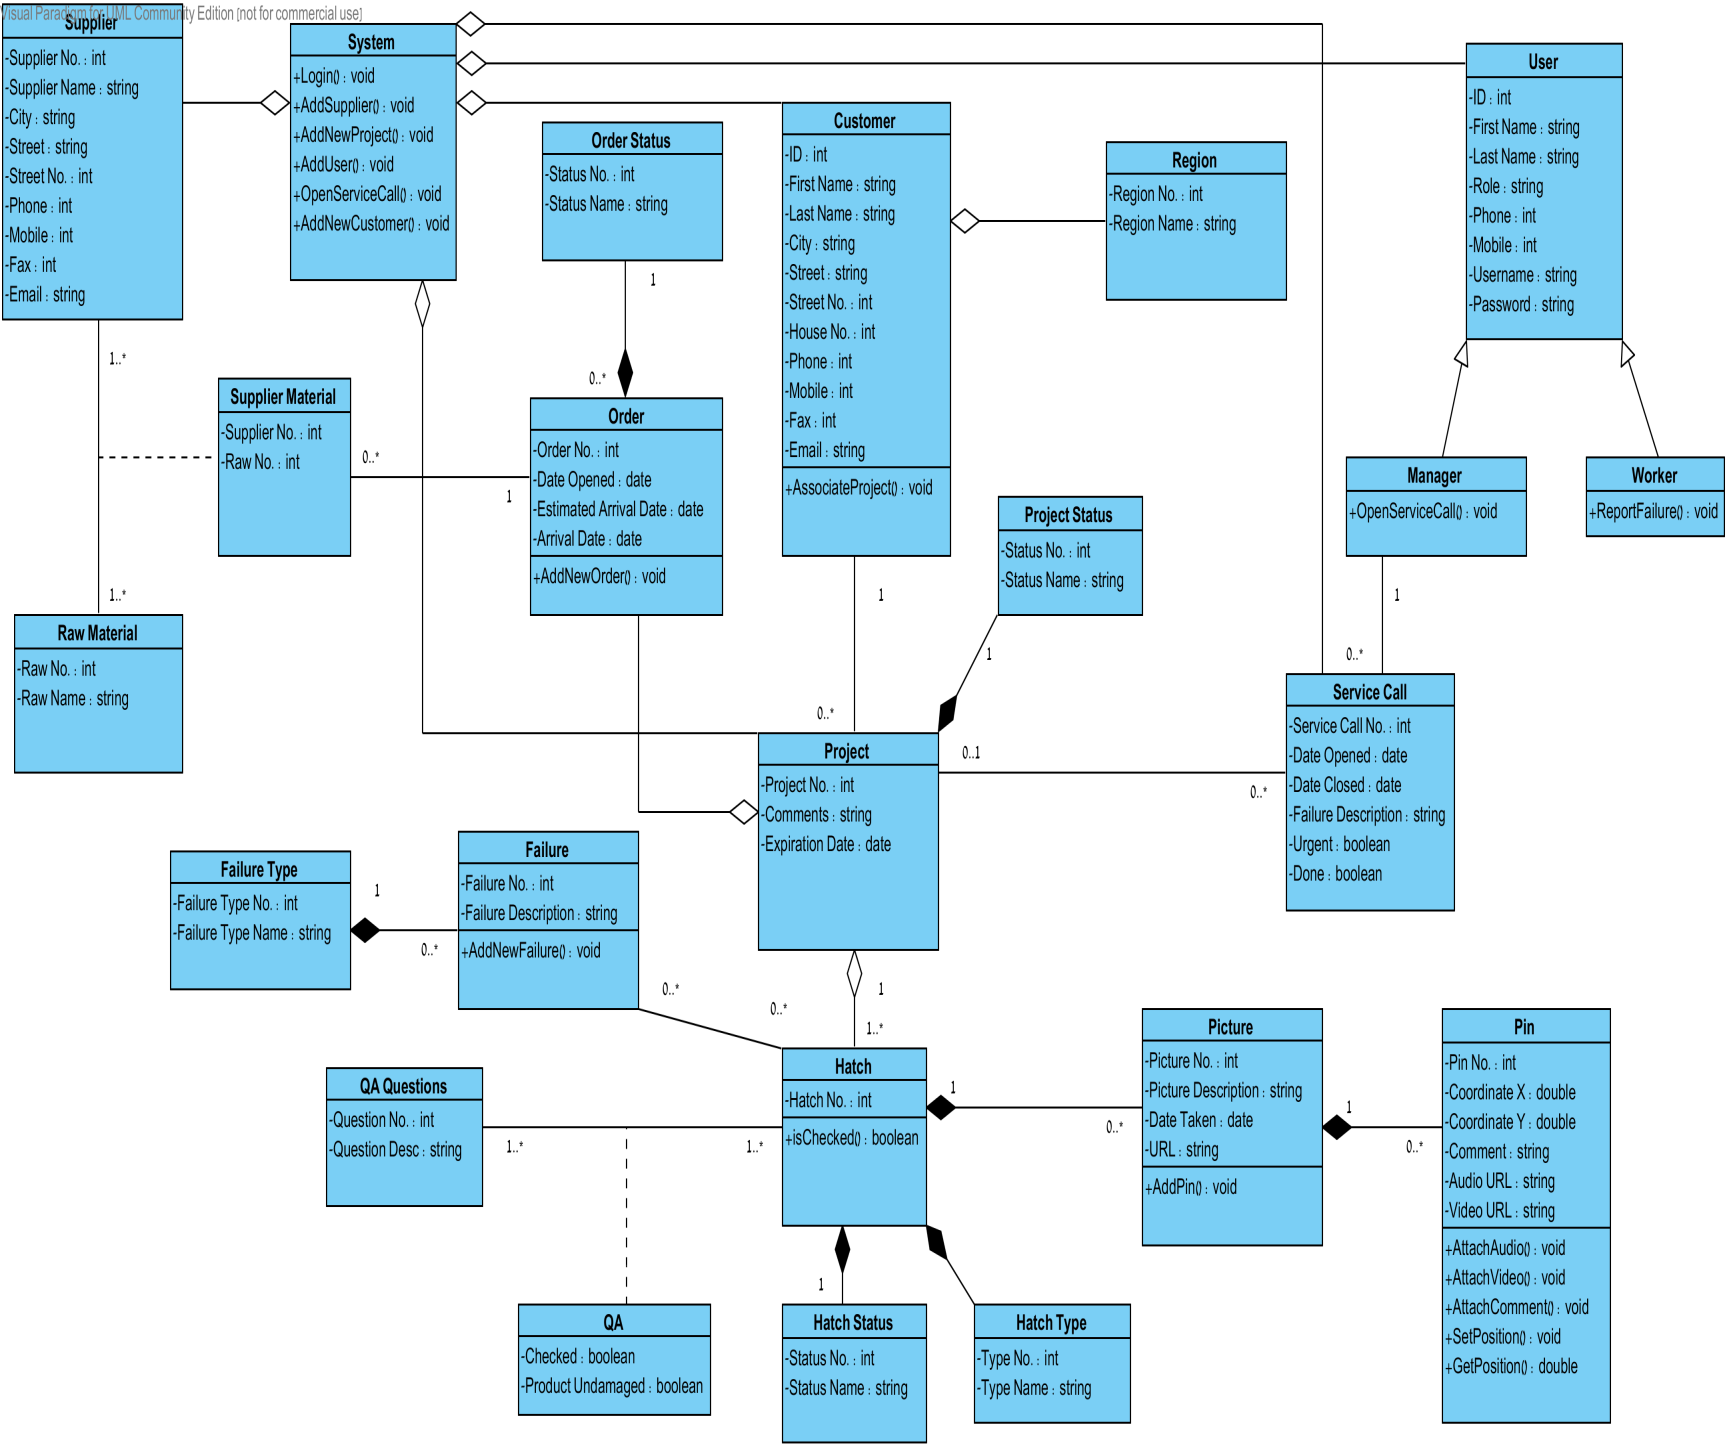 Visual Paradigm for UML Community Edition [not for commercial use]
Supplier
-Supplier No. : int
-Supplier Name : string
-City : string
-Street : string
-Street No. : int
-Phone : int
-Mobile : int
-Fax : int
-Email : string
System
+Login() : void
+AddSupplier() : void
+AddNewProject() : void
+AddUser() : void
+OpenServiceCall() : void
+AddNewCustomer() : void
Order Status
-Status No. : int
-Status Name : string
Customer
-ID : int
-First Name : string
-Last Name : string
-City : string
-Street : string
-Street No. : int
-House No. : int
-Phone : int
-Mobile : int
-Fax : int
-Email : string
+AssociateProject() : void
Region
-Region No. : int
-Region Name : string
User
-ID : int
-First Name : string
-Last Name : string
-Role : string
-Phone : int
-Mobile : int
-Username : string
-Password : string
1
1..*
0..*
Supplier Material
-Supplier No. : int
-Raw No. : int
0..*
1
Order
-Order No. : int
-Date Opened : date
-Estimated Arrival Date : date
-Arrival Date : date
+AddNewOrder() : void
Project Status
-Status No. : int
-Status Name : string
Manager
+OpenServiceCall() : void
Worker
+ReportFailure() : void
1..*
1
1
1
0..*
0..*
Raw Material
-Raw No. : int
-Raw Name : string
Project
-Project No. : int
-Comments : string
-Expiration Date : date
0..1
0..*
Service Call
-Service Call No. : int
-Date Opened : date
-Date Closed : date
-Failure Description : string
-Urgent : boolean
-Done : boolean
Failure Type
-Failure Type No. : int
-Failure Type Name : string
1
0..*
Failure
-Failure No. : int
-Failure Description : string
+AddNewFailure() : void
0..*
0..*
1
1..*
QA Questions
-Question No. : int
-Question Desc : string
1..*
1..*
Hatch
-Hatch No. : int
+isChecked() : boolean
1
0..*
Picture
-Picture No. : int
-Picture Description : string
-Date Taken : date
-URL : string
+AddPin() : void
1
0..*
Pin
-Pin No. : int
-Coordinate X : double
-Coordinate Y : double
-Comment : string
-Audio URL : string
-Video URL : string
+AttachAudio() : void
+AttachVideo() : void
+AttachComment() : void
+SetPosition() : void
+GetPosition() : double
1
QA
-Checked : boolean
-Product Undamaged : boolean
Hatch Status
-Status No. : int
-Status Name : string
Hatch Type
-Type No. : int
-Type Name : string